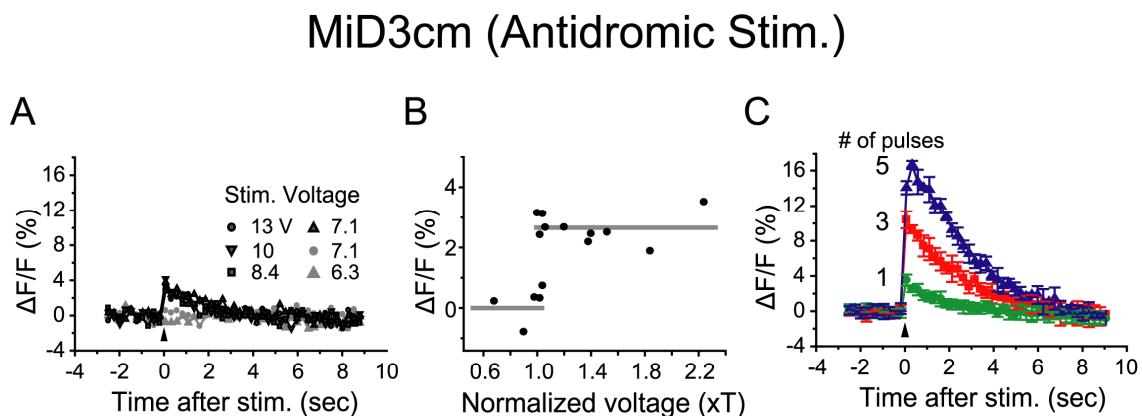 MiD3cm (Antidromic Stim.)
A
16
12
8
4
0
-4
ΔF/F (%)
Stim. Voltage
13 V
7.1
10
7.1
8.4
6.3
-4 -2 0 2 4 6 8 10
Time after stim. (sec)
B
4
2
0
ΔF/F (%)
0.6 1.0 1.4 1.8 2.2
Normalized voltage (xT)
C
# of pulses
16
12
8
4
0
-4
ΔF/F (%)
5
3
1
-4 -2 0 2 4 6 8 10
Time after stim. (sec)